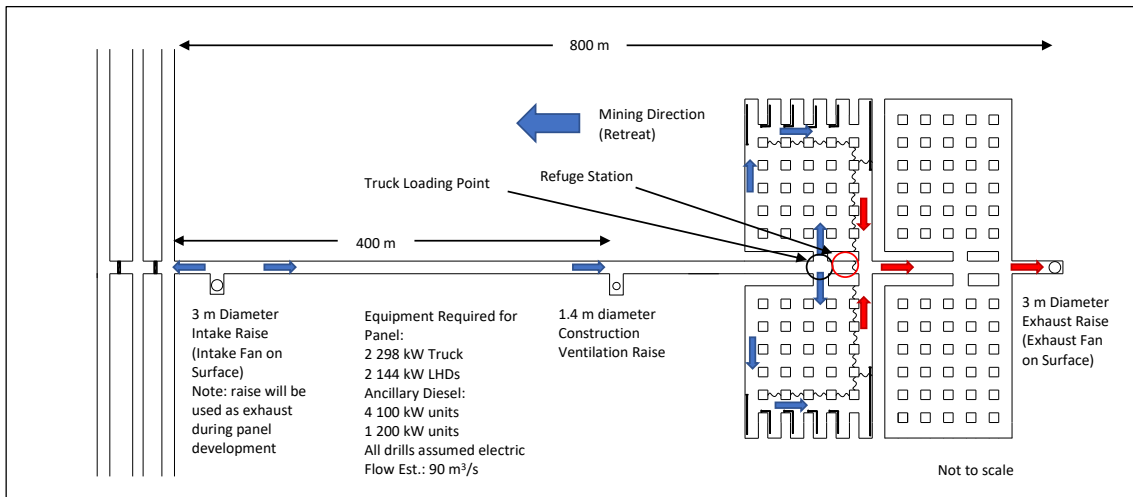 800 m
Mining Direction
(Retreat)
Refuge Station
Truck Loading Point
400 m
3 m Diameter
Intake Raise
(Intake Fan on
Surface)
Note: raise will be
used as exhaust
during panel
development
Equipment Required for
Panel:
2 298 kW Truck
2 144 kW LHDs
Ancillary Diesel:
4 100 kW units
1 200 kW units
All drills assumed electric
Flow Est.: 90 m³/s
1.4 m diameter
Construction
Ventilation Raise
3 m Diameter
Exhaust Raise
(Exhaust Fan
on Surface)
Not to scale